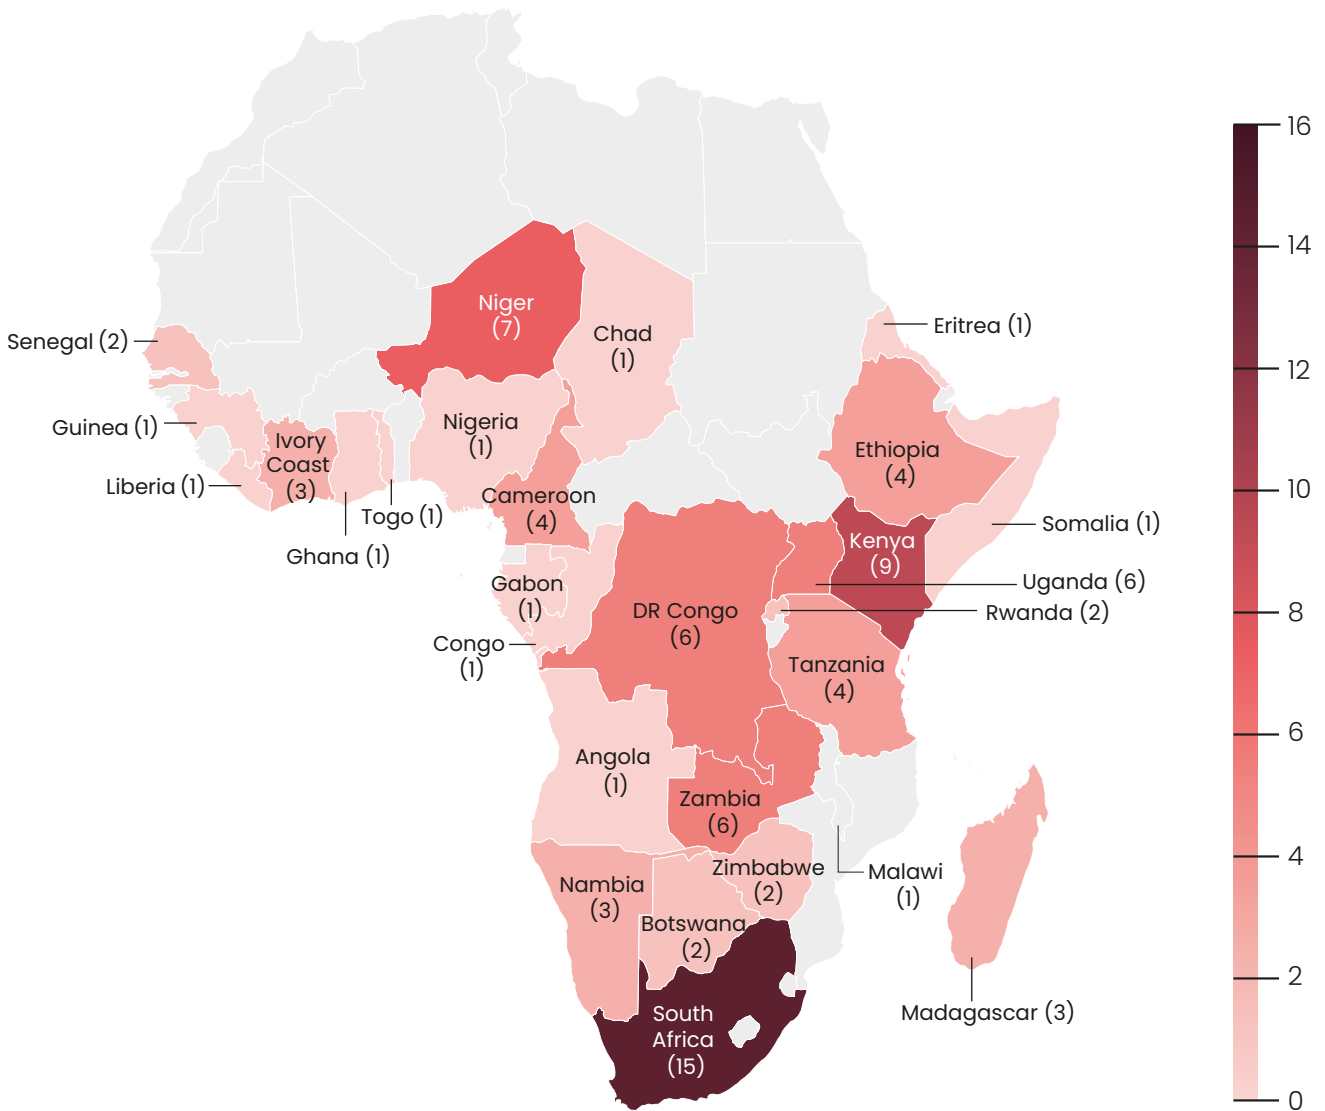 16
14
12
10
8
6
4
2
0
Niger
(7)
Chad
(1)
Eritrea (1)
Senegal (2)
Guinea (1)
Ivory
Coast
(3)
Nigeria
(1)
Ethiopia
(4)
Liberia (1)
Cameroon
(4)
Togo (1)
Ghana (1)
Somalia (1)
Kenya
(9)
Uganda (6)
Rwanda (2)
Gabon
(1)
DR Congo
(6)
Congo
(1)
Tanzania
(4)
Angola
(1)
Zambia
(6)
Zimbabwe
(2)
Malawi
(1)
Nambia
(3)
Botswana
(2)
South
Africa
(15)
Madagascar (3)